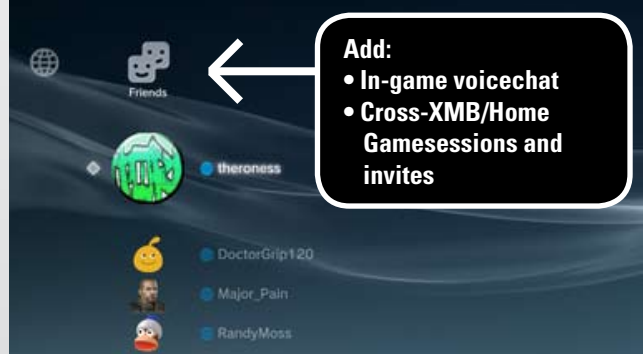 Add:
• In-game voicechat
• Cross-XMB/Home
Gamesessions and
invites
Friends
theroness
DoctorGrip120
Major_Pain
RandyMoss